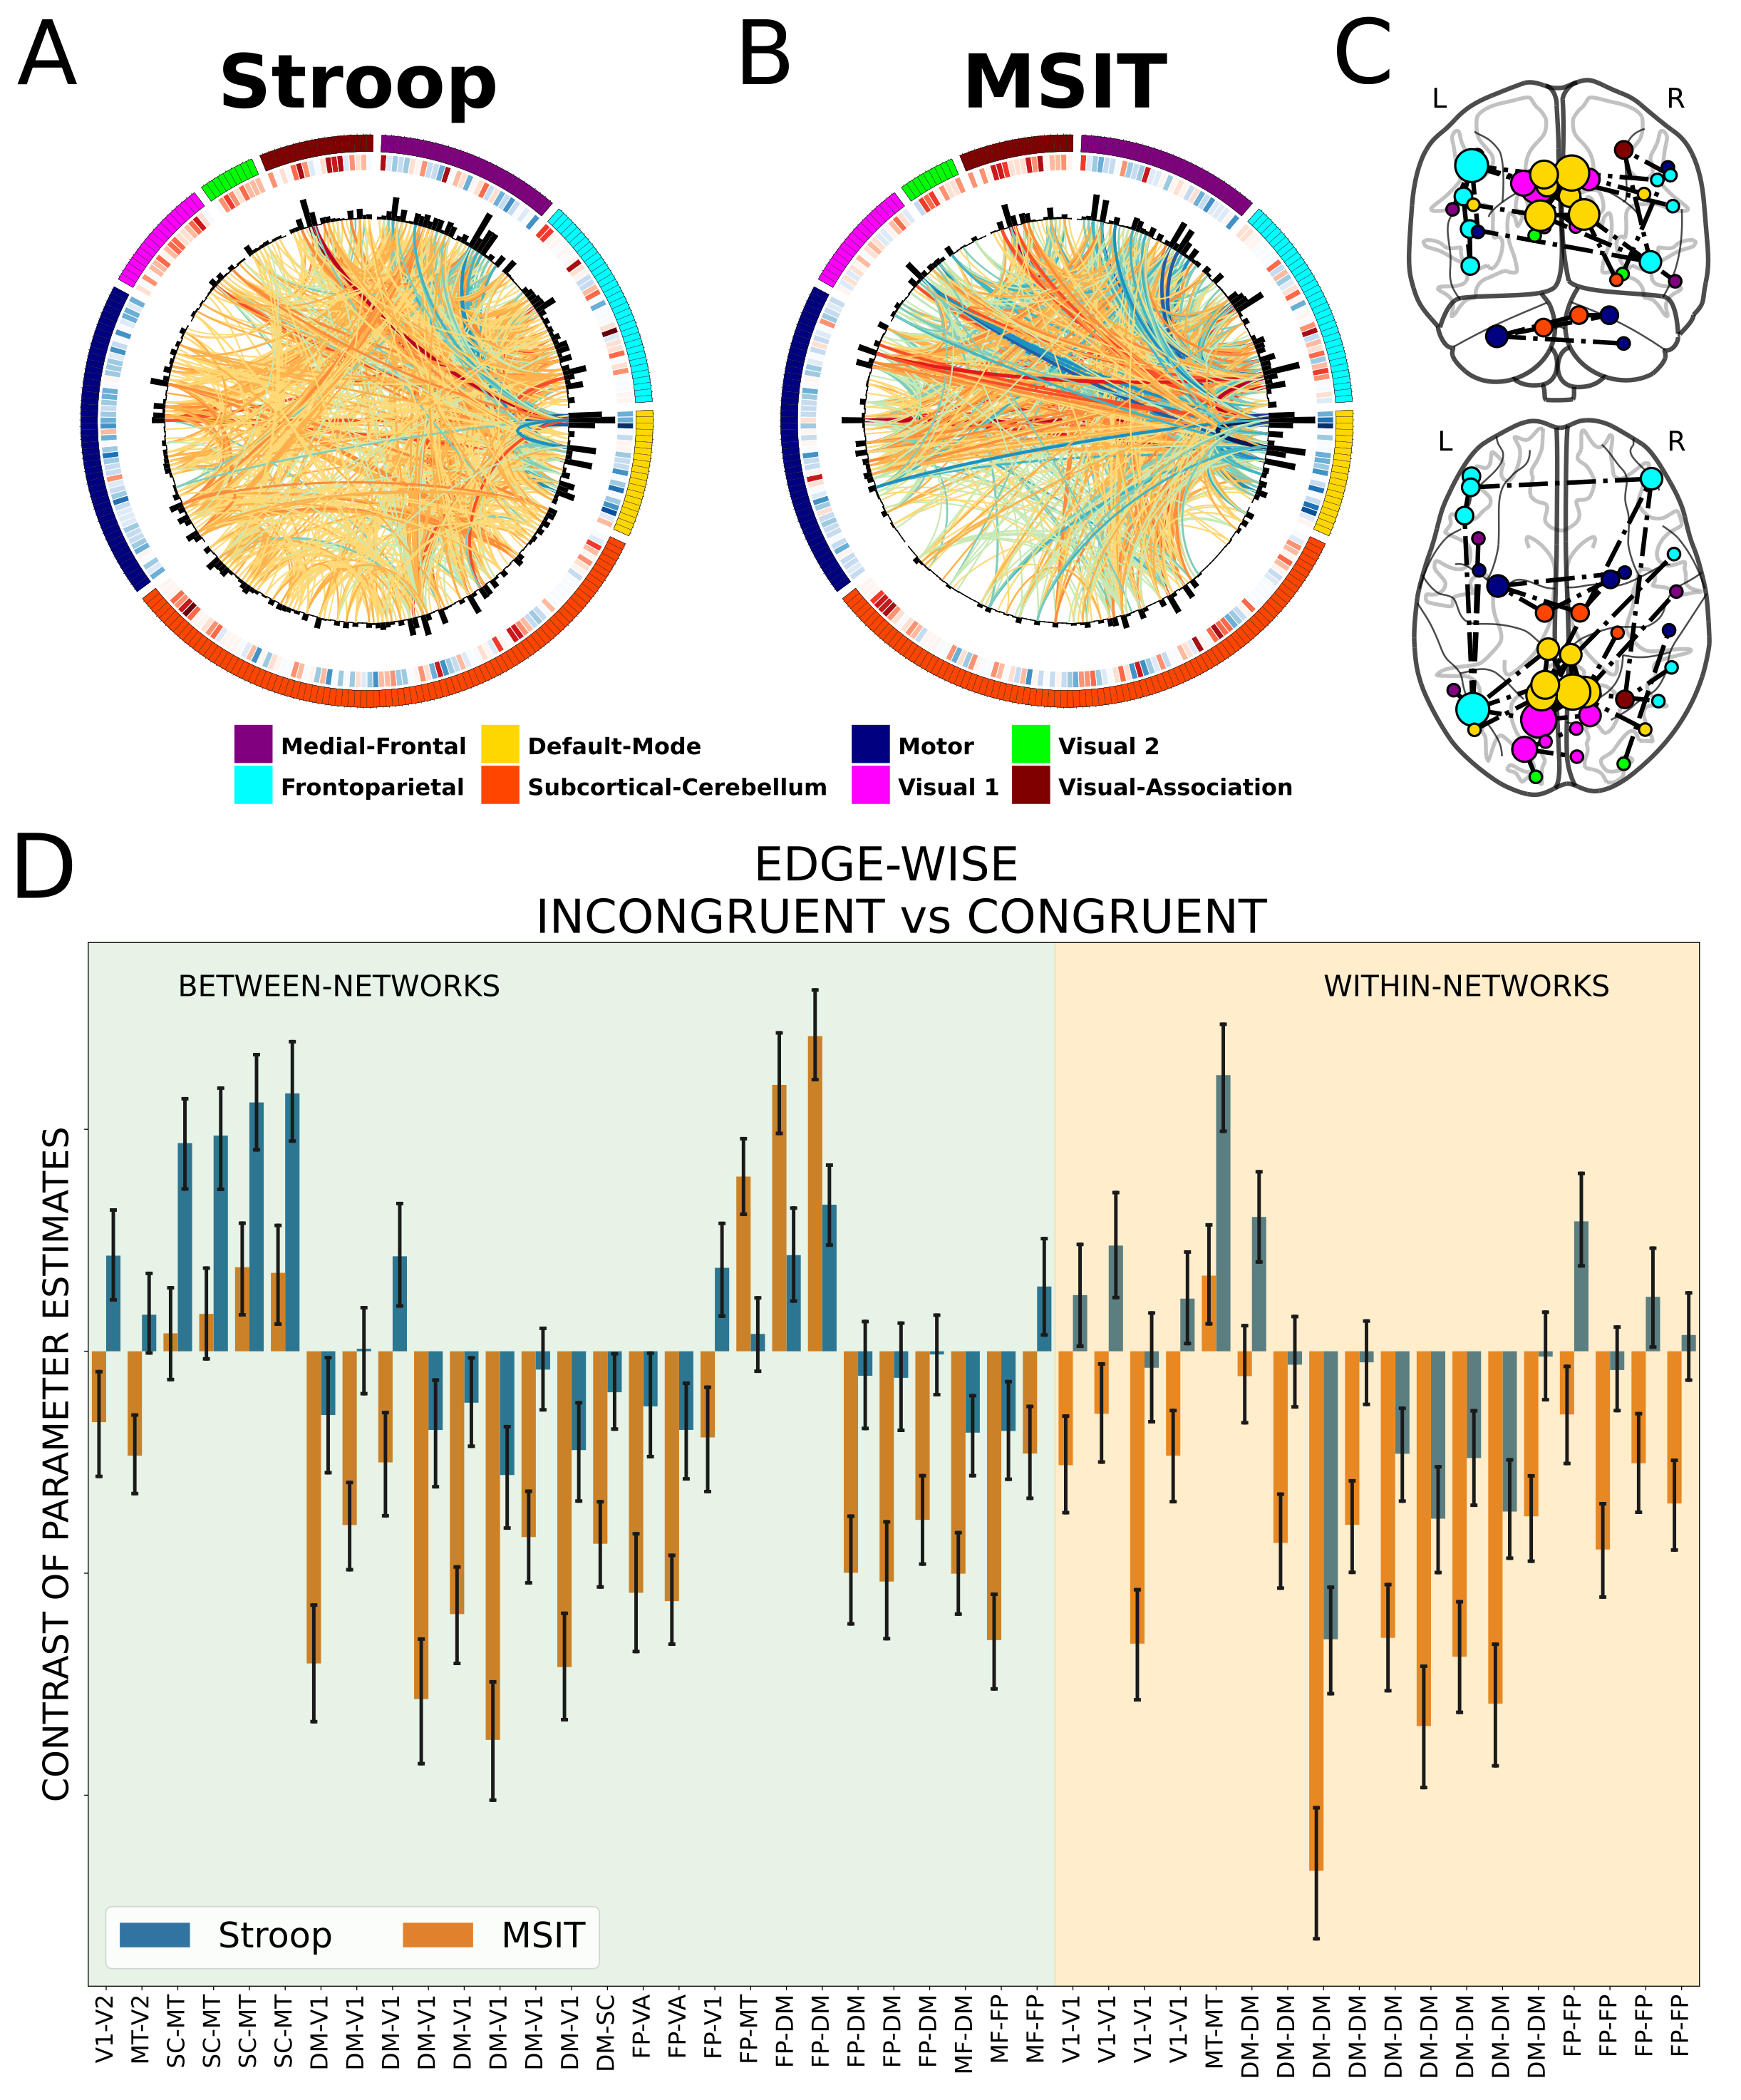 A
B
C
Stroop
MSIT
L
R
L
R
Medial-Frontal
Default-Mode
Motor
Visual 2
Frontoparietal
Subcortical-Cerebellum
Visual 1
Visual-Association
D
EDGE-WISE
INCONGRUENT vs CONGRUENT
BETWEEN-NETWORKS
WITHIN-NETWORKS
CONTRAST OF PARAMETER ESTIMATES
Stroop
MSIT
V1-V2
MT-V2
SC-MT
SC-MT
SC-MT
SC-MT
DM-V1
DM-V1
DM-V1
DM-V1
DM-V1
DM-V1
DM-V1
DM-V1
DM-SC
FP-VA
FP-VA
FP-V1
FP-MT
FP-DM
FP-DM
FP-DM
FP-DM
FP-DM
MF-DM
MF-FP
MF-FP
V1-V1
V1-V1
V1-V1
V1-V1
MT-MT
DM-DM
DM-DM
DM-DM
DM-DM
DM-DM
DM-DM
DM-DM
DM-DM
DM-DM
FP-FP
FP-FP
FP-FP
FP-FP